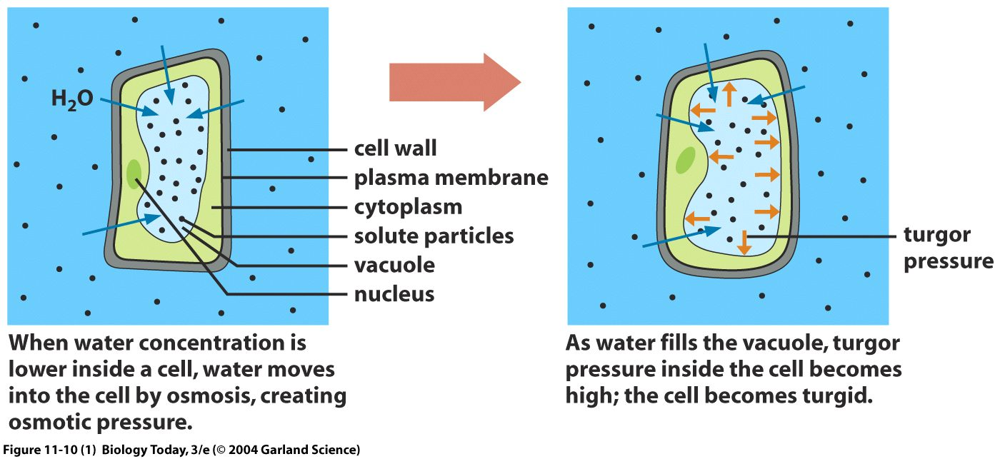 H₂O
cell wall
plasma membrane
cytoplasm
solute particles
vacuole
nucleus
turgor
pressure
When water concentration is
lower inside a cell, water moves
into the cell by osmosis, creating
osmotic pressure.
As water fills the vacuole, turgor
pressure inside the cell becomes
high; the cell becomes turgid.
Figure 11-10 (1) Biology Today, 3/e (© 2004 Garland Science)